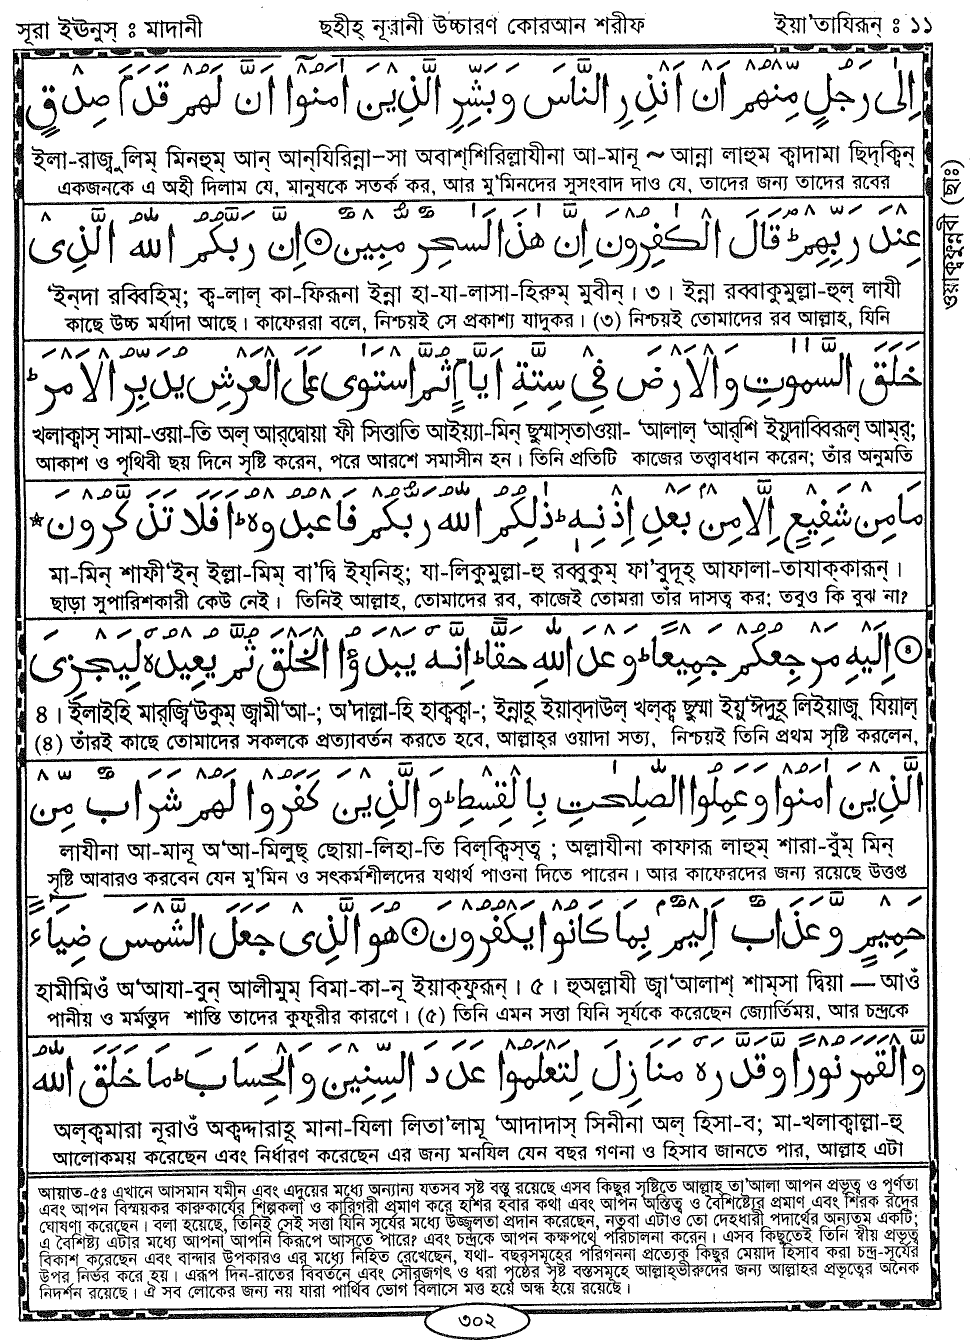 সূরা ইঊনুস্ : মাদানী ছহীহ্ নূরানী উচ্চারণ কোরআন শরীফ ইয়া'তাযিরূন্ : ১১
إِلَىٰ رَجُلٍ مِّنْهُمْ أَنْ أَنذِرِ النَّاسَ وَبَشِّرِ الَّذِينَ آمَنُوا أَنَّ لَهُمْ قَدَمَ صِدْقٍ
ইলা-রাজ্বুলিম্ মিন্‌হুম্ আন্ আন্‌যিরিন্না-সা অবাশ্‌শিরিল্লাযীনা আ-মানূ ~ আন্না লাহুম ক্বাদামা ছিদ্‌ক্বিন্
একজনকে এ অহী দিলাম যে, মানুষকে সতর্ক কর, আর মু'মিনদের সুসংবাদ দাও যে, তাদের জন্য তাদের রবের
عِندَ رَبِّهِمْ ۗ قَالَ الْكَافِرُونَ إِنَّ هَٰذَا لَسَاحِرٌ مُّبِينٌ ۝٣ إِنَّ رَبَّكُمُ اللَّهُ الَّذِي
'ইন্‌দা রব্বিহিম্; ক্ব-লাল্ কা-ফিরূনা ইন্না হা-যা-লাসা-হিরুম্ মুবীন্ । ৩ । ইন্না রব্বাকুমুল্লা-হুল্ লাযী
কাছে উচ্চ মর্যাদা আছে। কাফেররা বলে, নিশ্চয়ই সে প্রকাশ্য যাদুকর। (৩) নিশ্চয়ই তোমাদের রব আল্লাহ, যিনি
خَلَقَ السَّمَاوَاتِ وَالْأَرْضَ فِي سِتَّةِ أَيَّامٍ ثُمَّ اسْتَوَىٰ عَلَى الْعَرْشِ يُدَبِّرُ الْأَمْرَ ۖ
খলাক্বাস্ সামা-ওয়া-তি অল্ আর্‌দ্বোয়া ফী সিত্তাতি আইয়্যা-মিন্ ছুম্মাস্‌তাওয়া- 'আলাল্ 'আর্‌শি ইয়ুদাব্বিরুল্ আম্‌র্;
আকাশ ও পৃথিবী ছয় দিনে সৃষ্টি করেন, পরে আরশে সমাসীন হন। তিনি প্রতিটি কাজের তত্ত্বাবধান করেন; তাঁর অনুমতি
مَا مِن شَفِيعٍ إِلَّا مِن بَعْدِ إِذْنِهِ ۚ ذَٰلِكُمُ اللَّهُ رَبُّكُمْ فَاعْبُدُوهُ ۚ أَفَلَا تَذَكَّرُونَ
মা-মিন্ শাফী'ইন্ ইল্লা-মিম্ বা'দ্বি ইয্‌নিহ্; যা-লিকুমুল্লা-হু রব্বুকুম্ ফা'বুদূহ্ আফালা-তাযাক্কারূন্ ।
ছাড়া সুপারিশকারী কেউ নেই। তিনিই আল্লাহ, তোমাদের রব, কাজেই তোমরা তাঁর দাসত্ব কর; তবুও কি বুঝ না?
۝٤ إِلَيْهِ مَرْجِعُكُمْ جَمِيعًا ۖ وَعْدَ اللَّهِ حَقًّا ۚ إِنَّهُ يَبْدَؤُا الْخَلْقَ ثُمَّ يُعِيدُهُ لِيَجْزِيَ
৪ । ইলাইহি মার্‌জ্বি'উকুম্ জ্বামী'আ-; অ'দাল্লা-হি হাক্বক্বা-; ইন্নাহূ ইয়াব্‌দাউল্ খল্‌ক্ব ছুম্মা ইয়ু'ঈদুহূ লিইয়াজ্ব্ যিয়াল্
(৪) তাঁরই কাছে তোমাদের সকলকে প্রত্যাবর্তন করতে হবে, আল্লাহর ওয়াদা সত্য, নিশ্চয়ই তিনি প্রথম সৃষ্টি করলেন,
الَّذِينَ آمَنُوا وَعَمِلُوا الصَّالِحَاتِ بِالْقِسْطِ ۚ وَالَّذِينَ كَفَرُوا لَهُمْ شَرَابٌ مِّنْ
লাযীনা আ-মানূ অ'আ-মিলুছ্ ছোয়া-লিহা-তি বিল্‌ক্বিস্‌ত্ব ; অল্লাযীনা কাফারূ লাহুম্ শারা-বুঁম্ মিন্
সৃষ্টি আবারও করবেন যেন মু'মিন ও সৎকর্মশীলদের যথার্থ পাওনা দিতে পারেন। আর কাফেরদের জন্য রয়েছে উত্তপ্ত
حَمِيمٍ وَعَذَابٌ أَلِيمٌ بِمَا كَانُوا يَكْفُرُونَ ۝٥ هُوَ الَّذِي جَعَلَ الشَّمْسَ ضِيَاءً
হামীমিওঁ অ'আযা-বুন্ আলীমুম্ বিমা-কা-নূ ইয়াক্‌ফুরূন্ । ৫ । হুঅল্লাযী জ্বা'আলাশ্ শাম্‌সা দ্বিয়া — আওঁ
পানীয় ও মর্মন্তুদ শাস্তি তাদের কুফুরীর কারণে। (৫) তিনি এমন সত্তা যিনি সূর্যকে করেছেন জ্যোর্তিময়, আর চন্দ্রকে
وَالْقَمَرَ نُورًا وَقَدَّرَهُ مَنَازِلَ لِتَعْلَمُوا عَدَدَ السِّنِينَ وَالْحِسَابَ ۚ مَا خَلَقَ اللَّهُ
অল্‌ক্বমারা নূরাওঁ অক্বদ্দারাহূ মানা-যিলা লিতা'লামূ 'আদাদাস্ সিনীনা অল্ হিসা-ব; মা-খলাক্বাল্লা-হু
আলোকময় করেছেন এবং নির্ধারণ করেছেন এর জন্য মনযিল যেন বছর গণনা ও হিসাব জানতে পার, আল্লাহ এটা
আয়াত-৫ঃ এখানে আসমান যমীন এবং এদুয়ের মধ্যে অন্যান্য যতসব সৃষ্ট বস্তু রয়েছে এসব কিছুর সৃষ্টিতে আল্লাহ তা'আলা আপন প্রভুত্ব ও পূর্ণতা
এবং আপন বিস্ময়কর কারুকার্যের শিল্পকলা ও কারিগরী প্রমাণ করে হাশির হবার কথা এবং আপন অস্তিত্ব ও বৈশিষ্ট্যের প্রমাণ এবং শিরক রদের
ঘোষণা করেছেন। বলা হয়েছে, তিনিই সেই সত্তা যিনি সূর্যের মধ্যে উজ্জ্বলতা প্রদান করেছেন, নতুবা এটাও তো দেহধারী পদার্থের অন্যতম একটি;
এ বৈশিষ্ট্য এটার মধ্যে আপনা আপনি কিরূপে আসতে পারে? এবং চন্দ্রকে আপন কক্ষপথে পরিচালনা করেন। এসব কিছুতেই তিনি স্বীয় প্রভুত্ব
বিকাশ করেছেন এবং বান্দার উপকারও এর মধ্যে নিহিত রেখেছেন, যথা- বছরসমূহের পরিগননা প্রত্যেক কিছুর মেয়াদ হিসাব করা চন্দ্র-সূর্যের
উপর নির্ভর করে হয়। এরূপ দিন-রাতের বিবর্তনে এবং সৌরজগৎ ও ধরা পৃষ্ঠের সৃষ্ট বস্তুসমূহে আল্লাহভীরুদের জন্য আল্লাহর প্রভুত্বের অনেক
নিদর্শন রয়েছে। ঐ সব লোকের জন্য নয় যারা পার্থিব ভোগ বিলাসে মত্ত হয়ে অন্ধ হয়ে রয়েছে।
৩০২
ওয়াক্বফুন্নবী (ছাঃ)